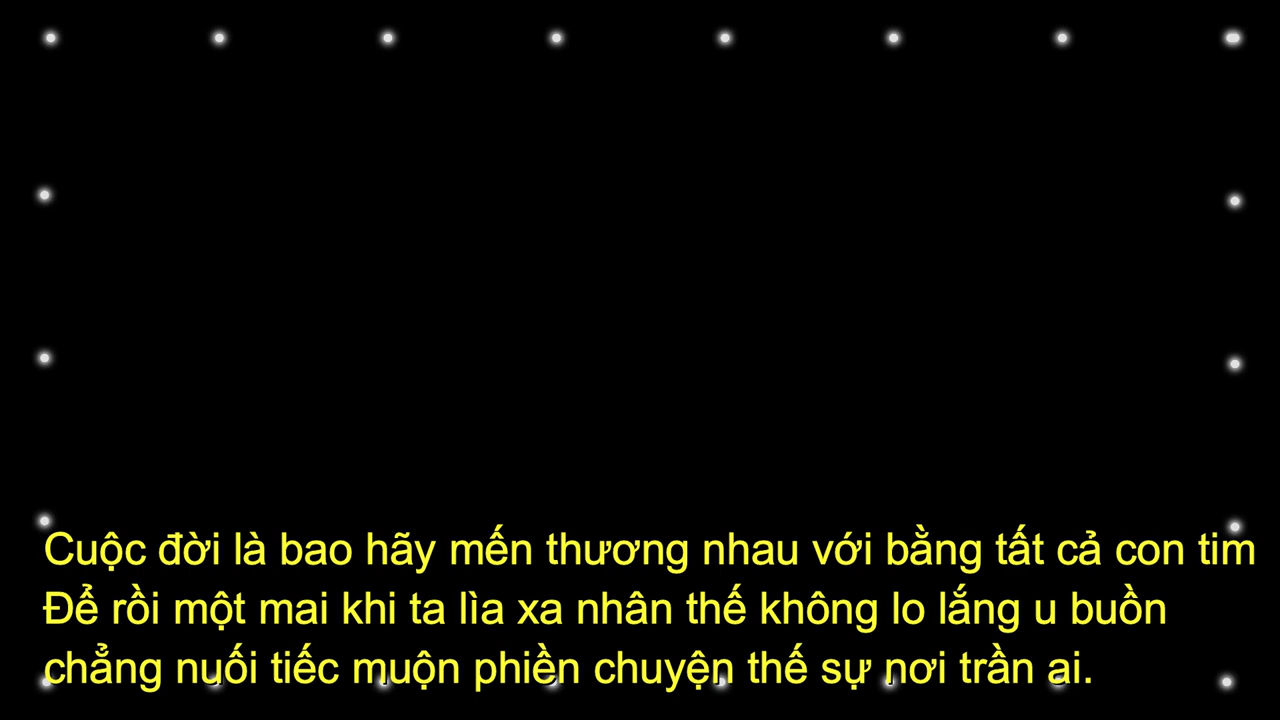 Cuộc đời là bao hãy mến thương nhau với bằng tất cả con tim
Để rồi một mai khi ta lìa xa nhân thế không lo lắng u buồn
chẳng nuối tiếc muộn phiền chuyện thế sự nơi trần ai.